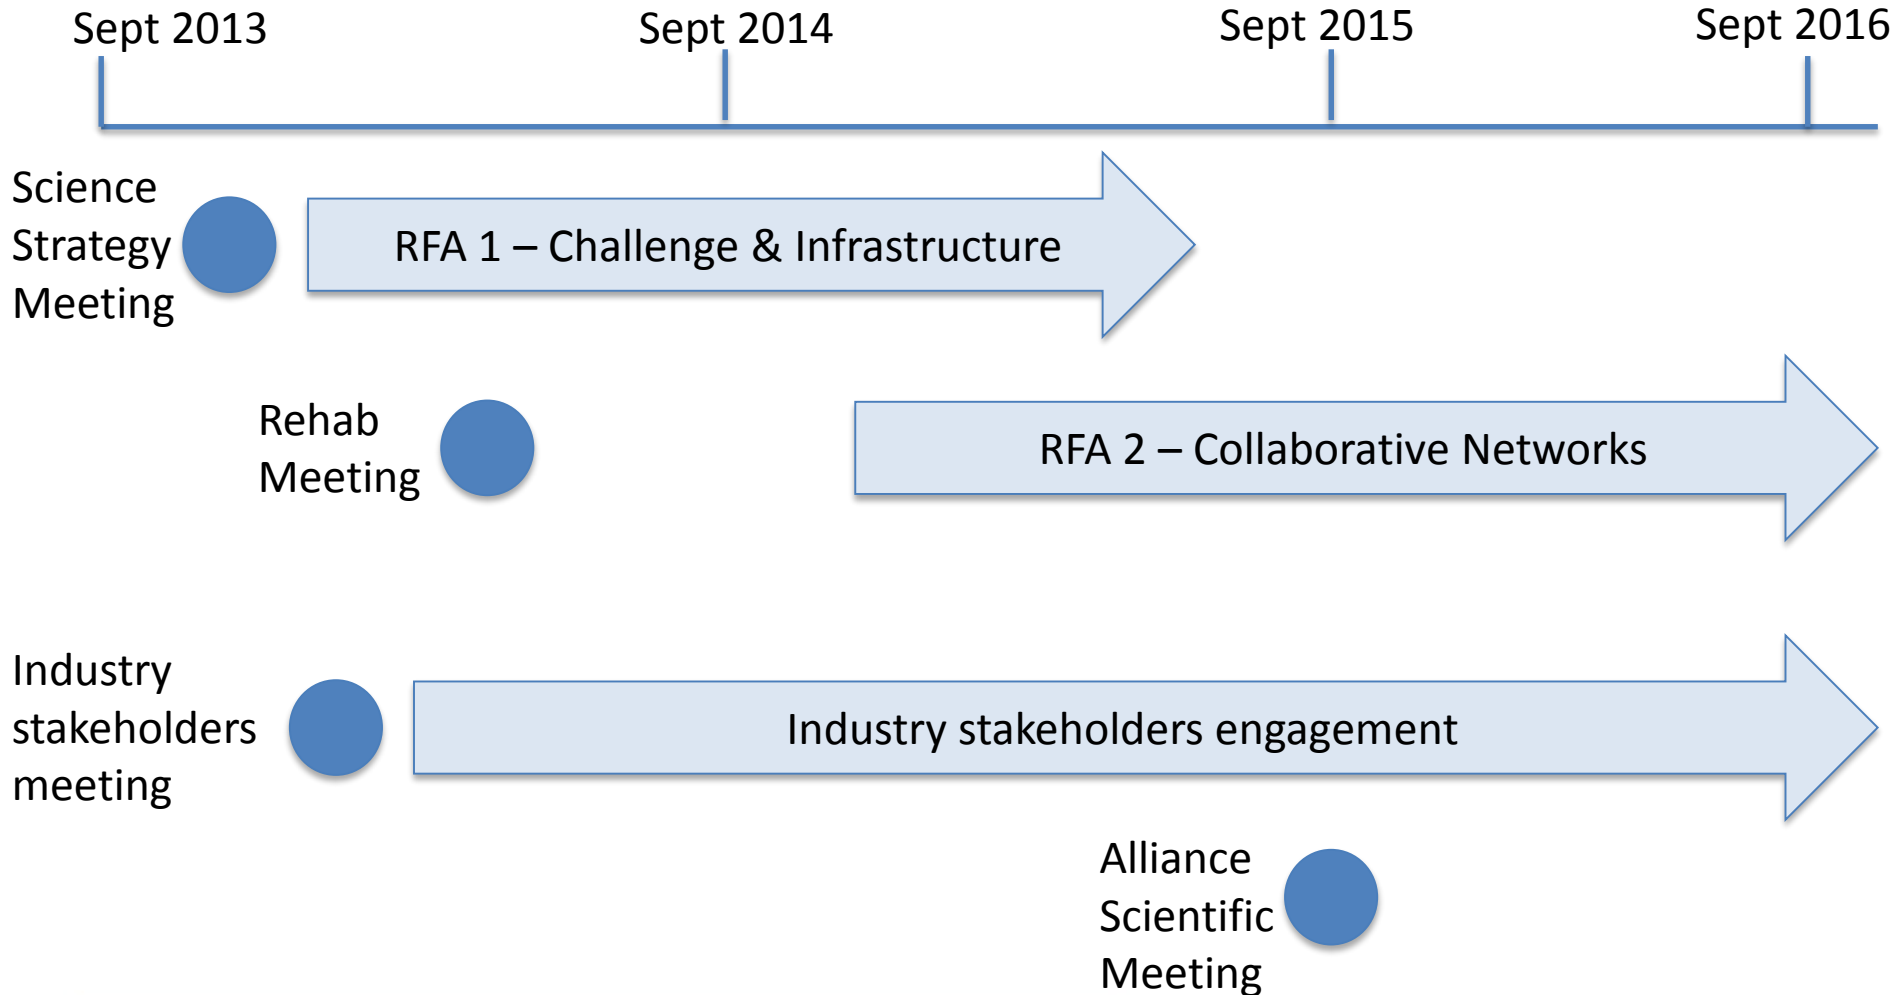 Sept 2013
Sept 2014
Sept 2015
Sept 2016
Science
Strategy
Meeting
RFA 1 – Challenge & Infrastructure
Rehab
Meeting
RFA 2 – Collaborative Networks
Industry
stakeholders
meeting
Industry stakeholders engagement
Alliance
Scientific
Meeting